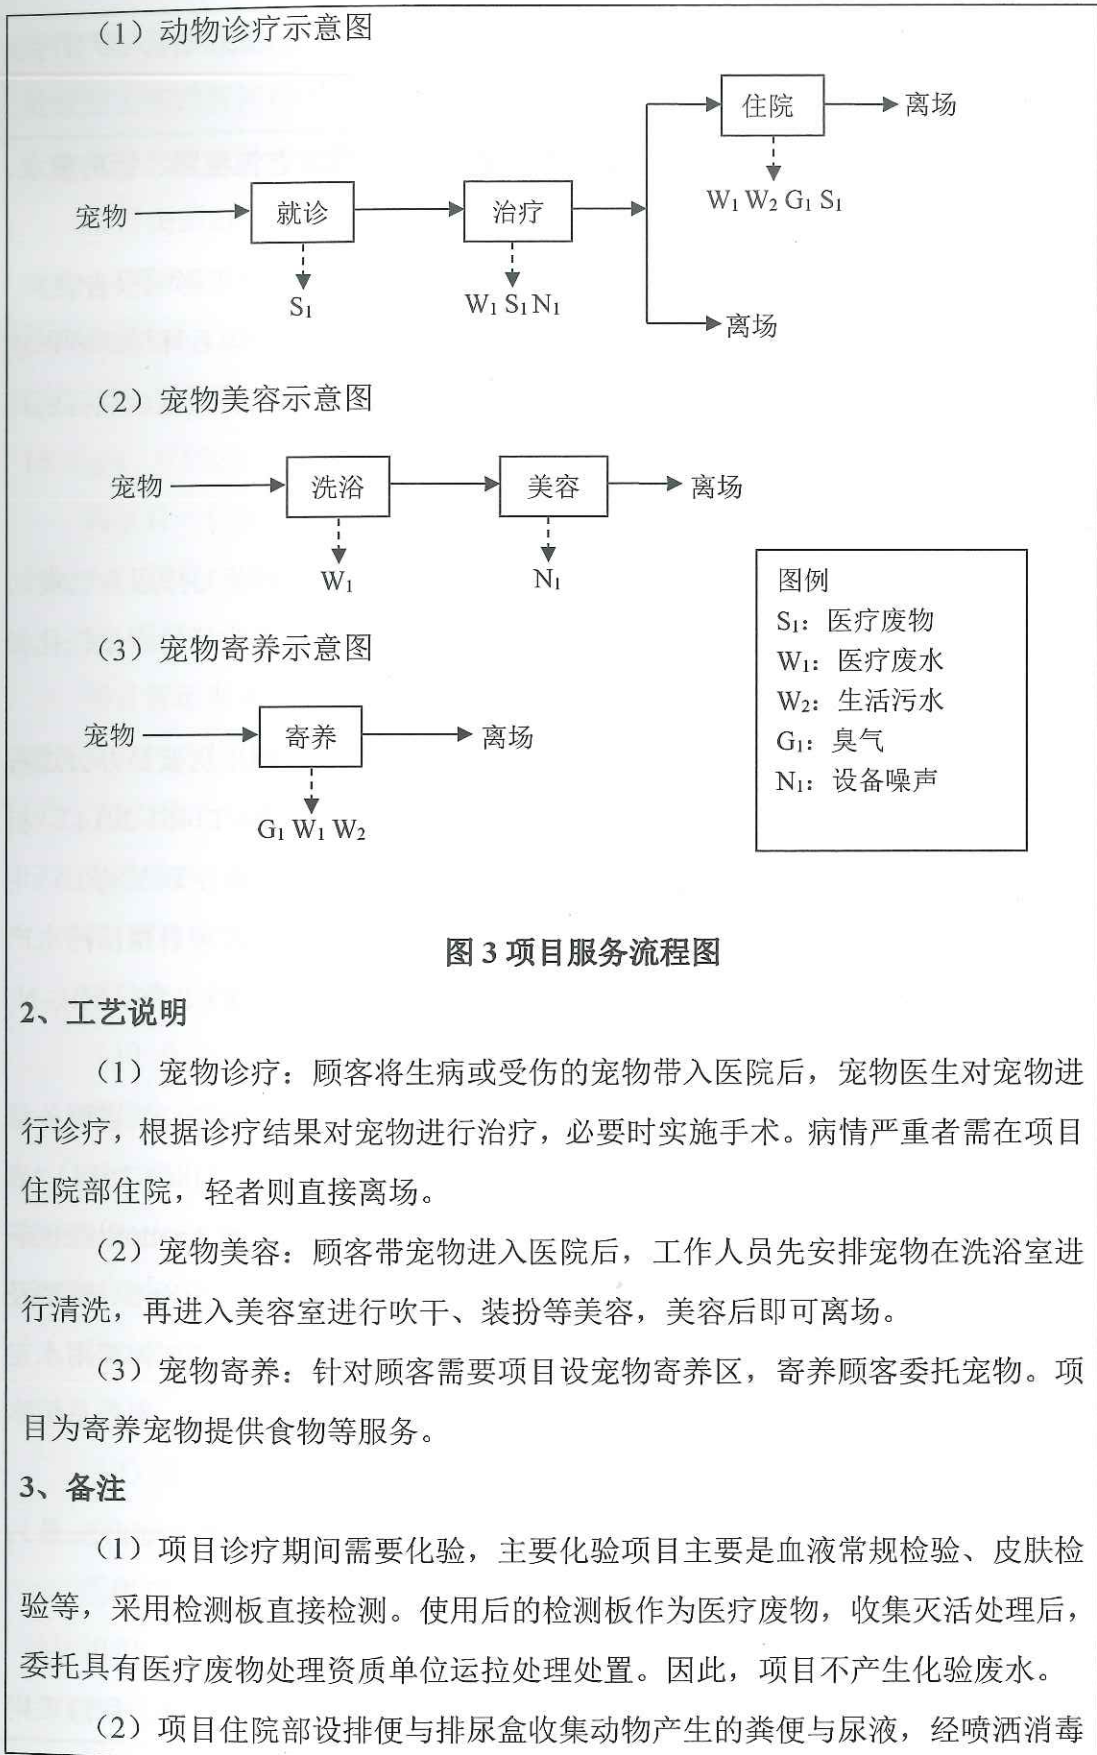 （1）动物诊疗示意图
住院 离场
W₁ W₂ G₁ S₁
宠物 就诊 治疗
S₁ W₁ S₁ N₁
离场
（2）宠物美容示意图
宠物 洗浴 美容 离场
W₁ N₁
图例
S₁：医疗废物
W₁：医疗废水
W₂：生活污水
G₁：臭气
N₁：设备噪声
（3）宠物寄养示意图
宠物 寄养 离场
G₁ W₁ W₂
图 3 项目服务流程图
2、工艺说明
（1）宠物诊疗：顾客将生病或受伤的宠物带入医院后，宠物医生对宠物进
行诊疗，根据诊疗结果对宠物进行治疗，必要时实施手术。病情严重者需在项目
住院部住院，轻者则直接离场。
（2）宠物美容：顾客带宠物进入医院后，工作人员先安排宠物在洗浴室进
行清洗，再进入美容室进行吹干、装扮等美容，美容后即可离场。
（3）宠物寄养：针对顾客需要项目设宠物寄养区，寄养顾客委托宠物。项
目为寄养宠物提供食物等服务。
3、备注
（1）项目诊疗期间需要化验，主要化验项目主要是血液常规检验、皮肤检
验等，采用检测板直接检测。使用后的检测板作为医疗废物，收集灭活处理后，
委托具有医疗废物处理资质单位运拉处理处置。因此，项目不产生化验废水。
（2）项目住院部设排便与排尿盒收集动物产生的粪便与尿液，经喷洒消毒